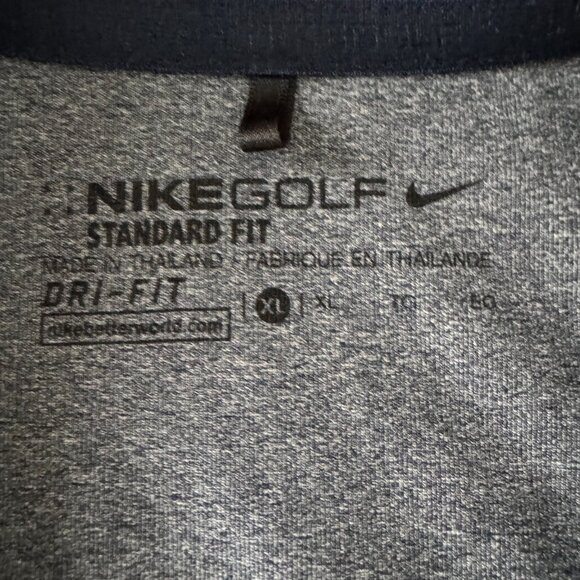 NIKEGOLF
STANDARD FIT
MADE IN THAILAND / FABRIQUE EN THAILANDE
DRI-FIT
XL XL TG
nikebetterworld.com